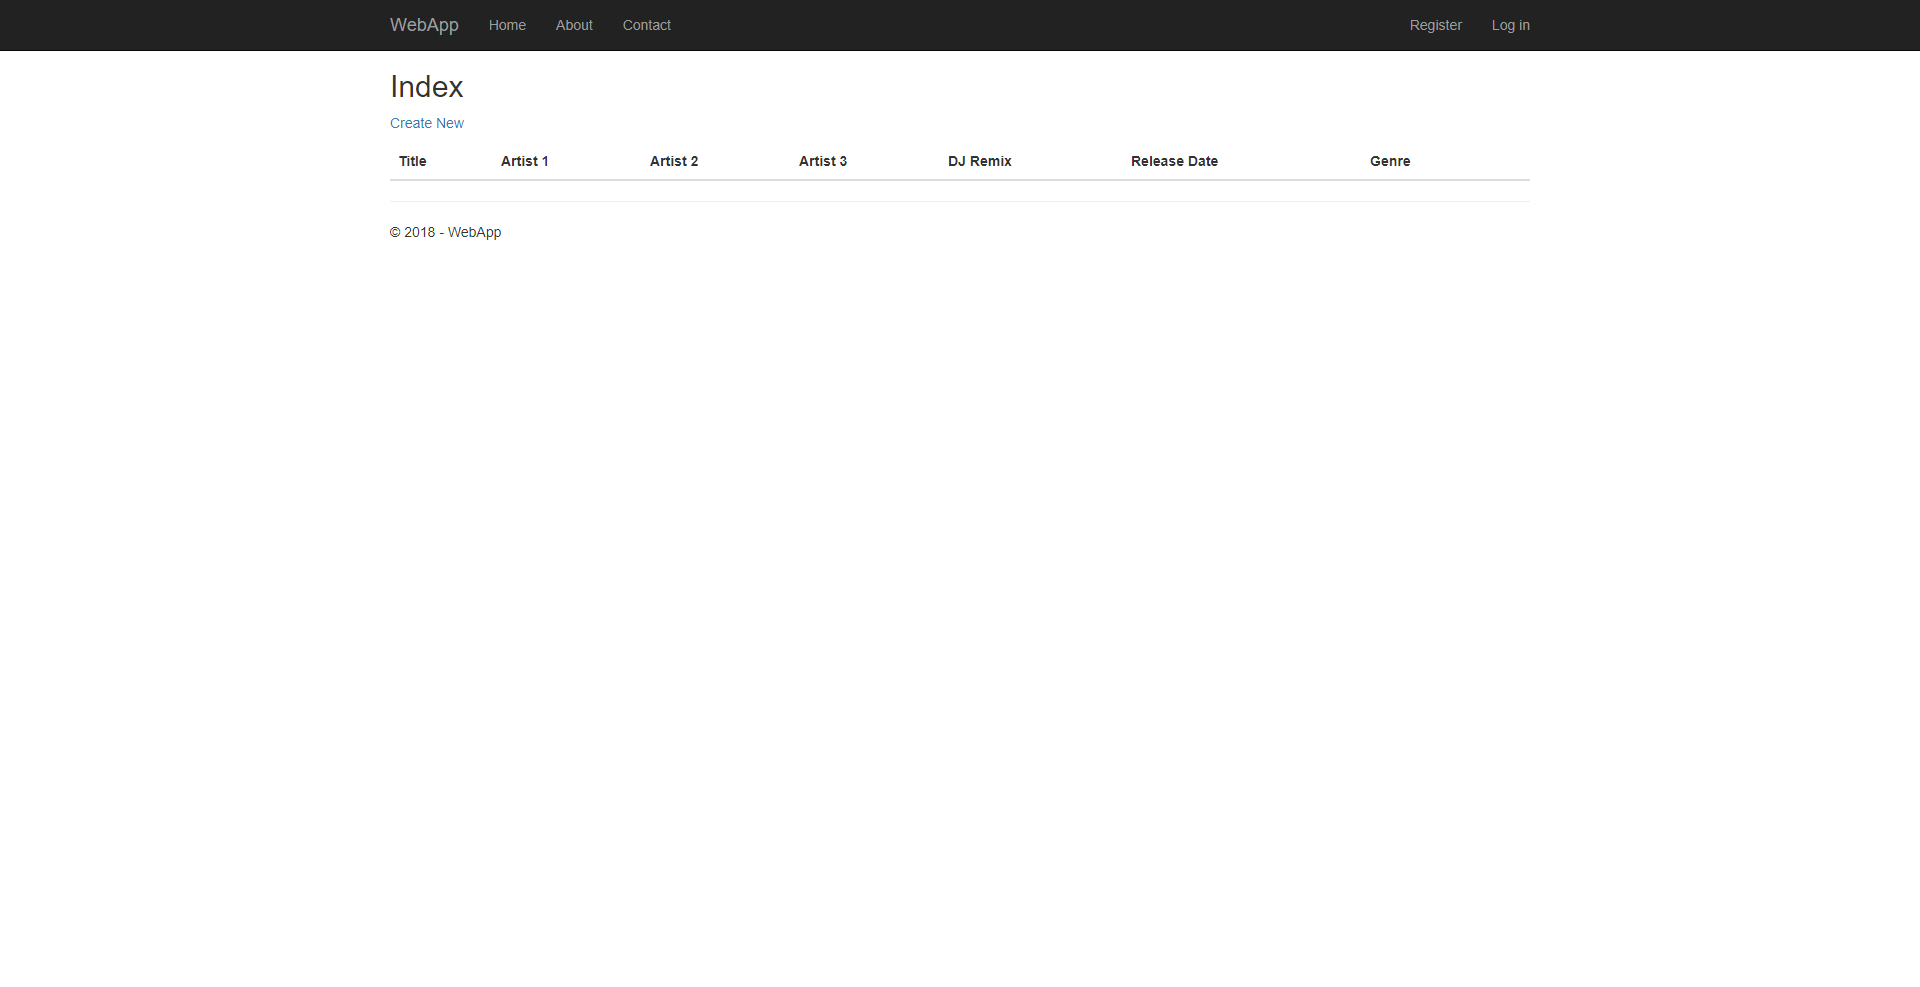 WebApp Home About Contact Register Log in
Index
Create New
Title Artist 1 Artist 2 Artist 3 DJ Remix Release Date Genre
© 2018 - WebApp